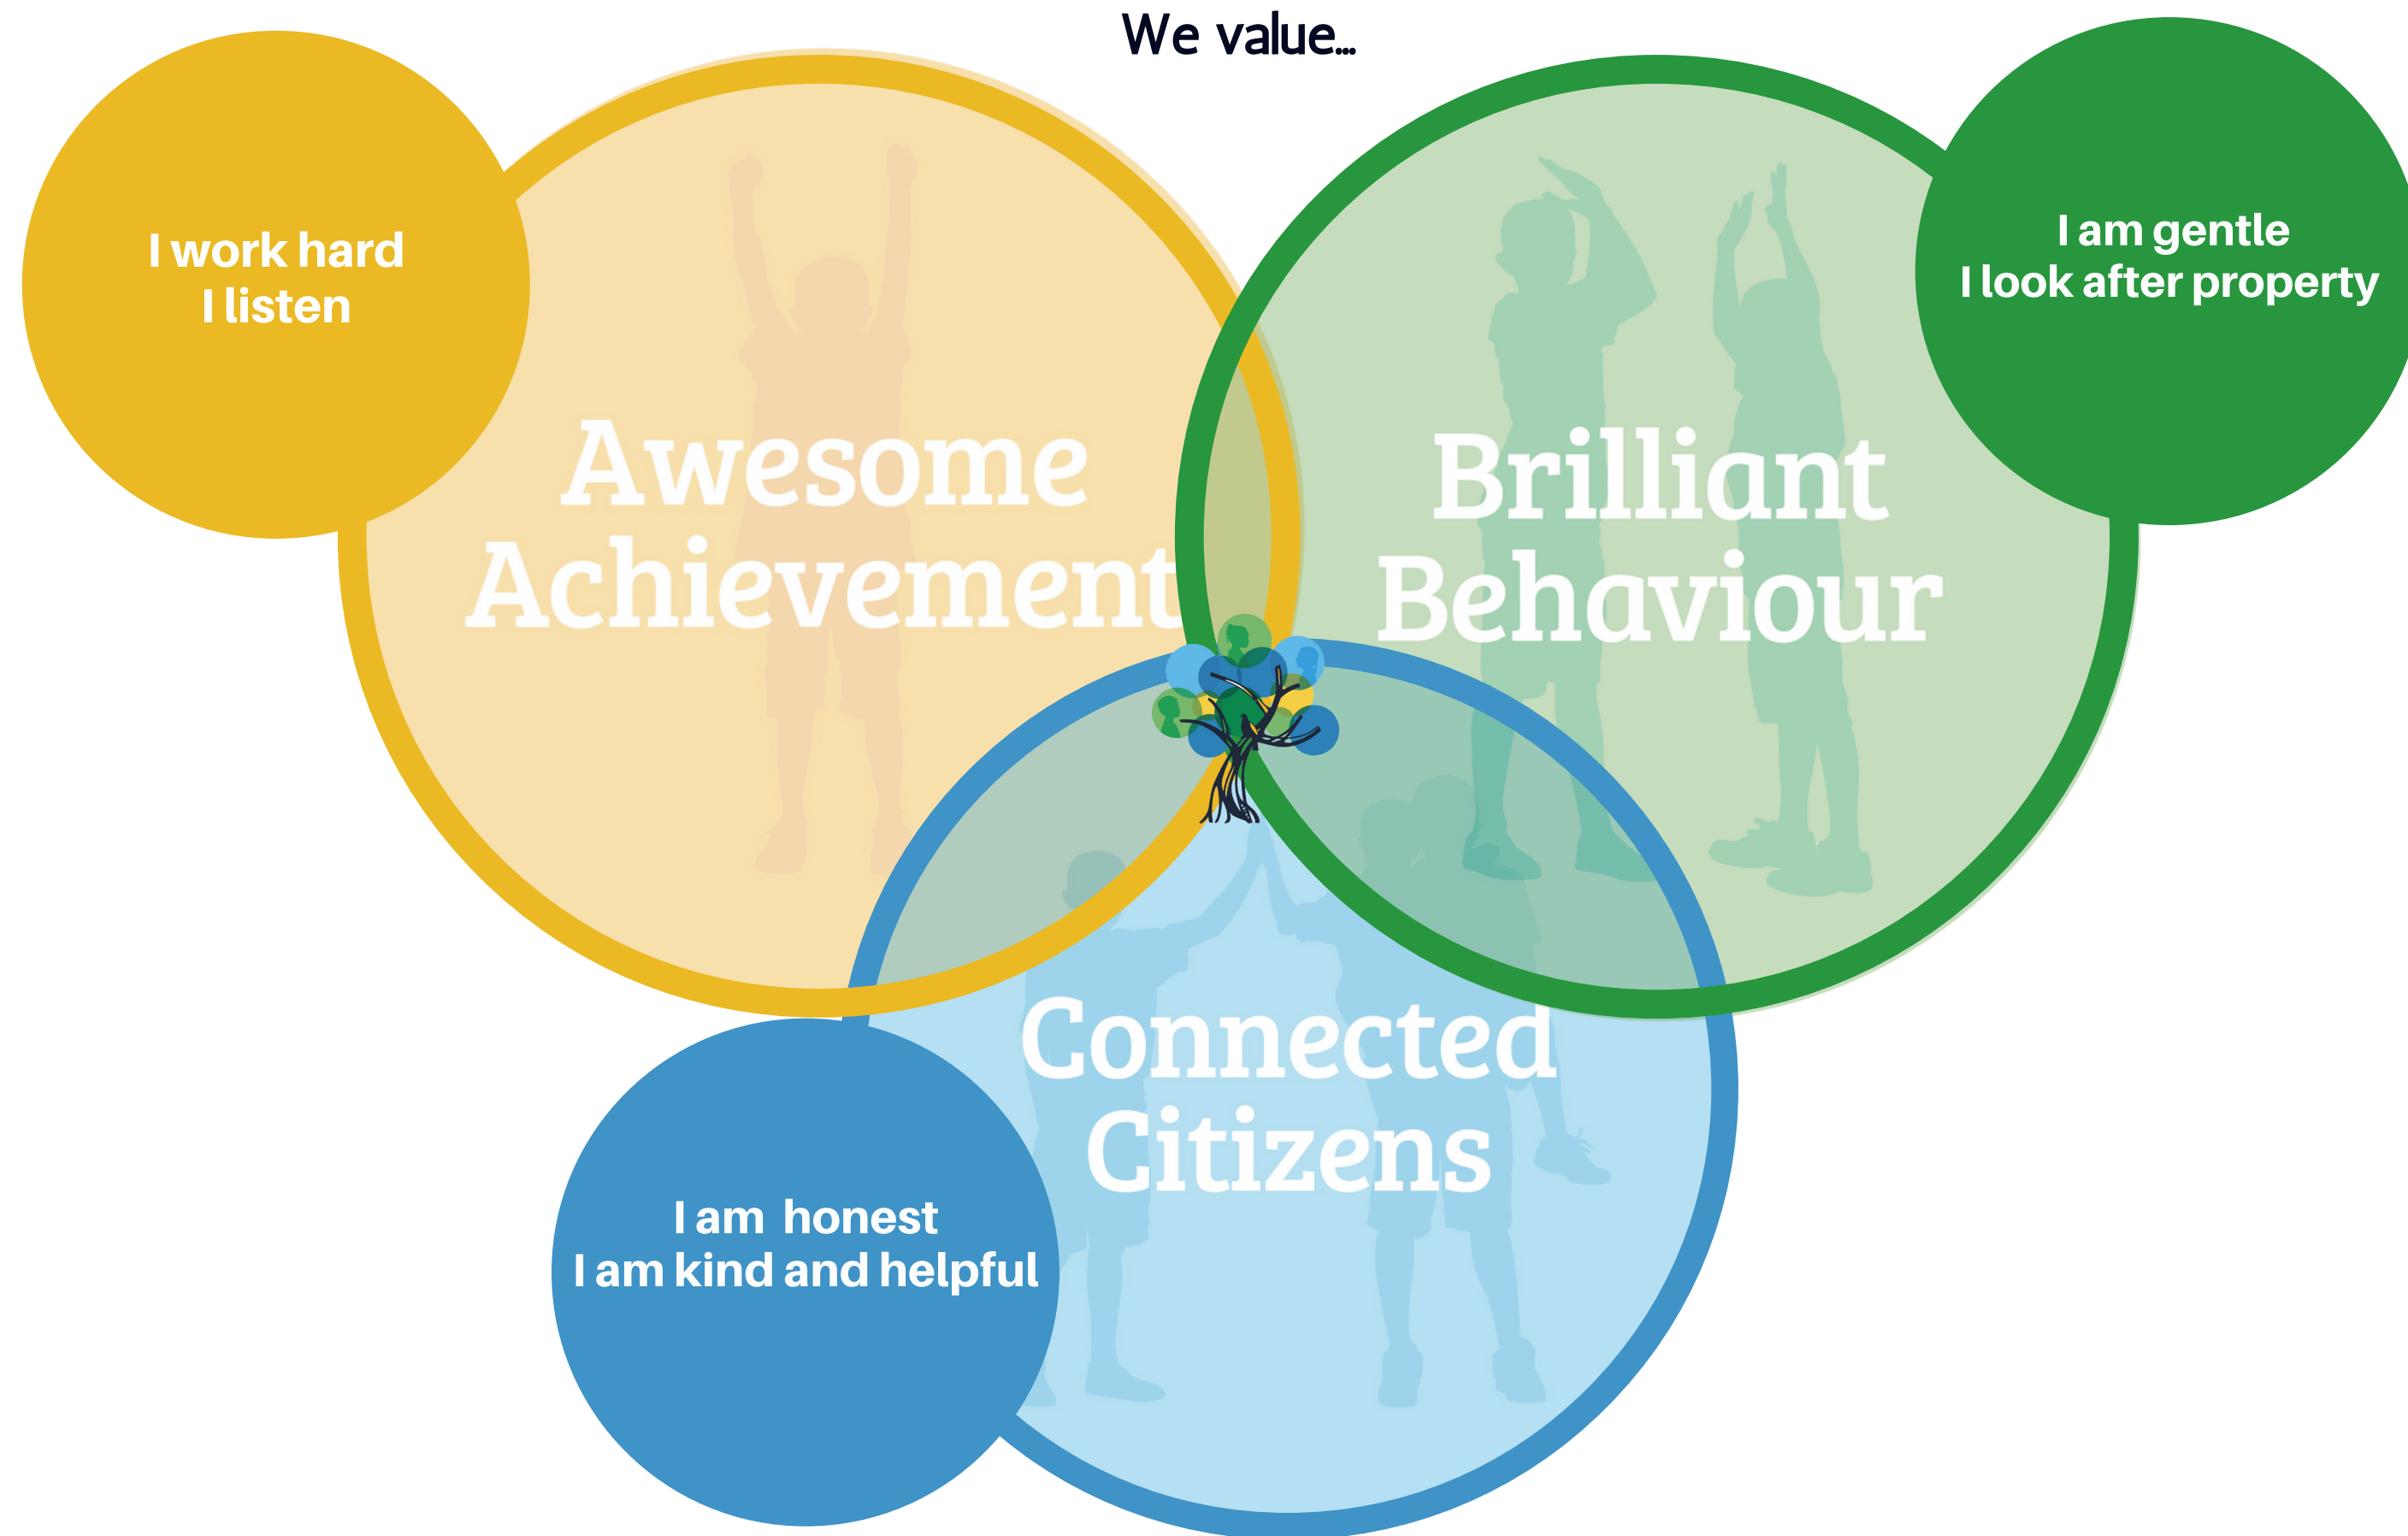 We value...
I work hard
I listen
Awesome
Achievement
I am gentle
I look after property
Brilliant
Behaviour
Connected
Citizens
I am honest
I am kind and helpful